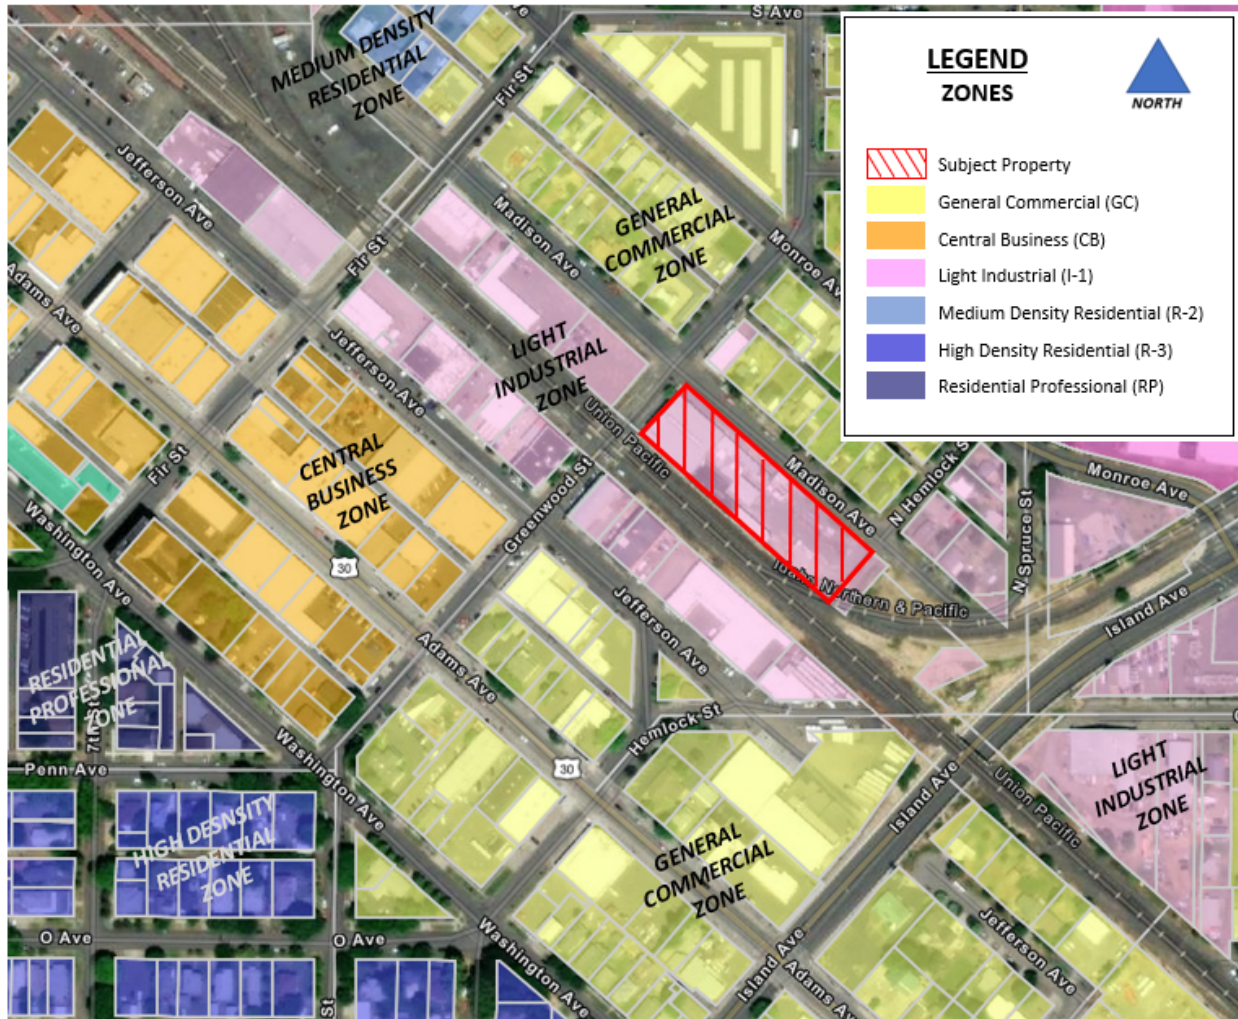 S Ave
Ave
MEDIUM DENSITY
RESIDENTIAL
ZONE
Fir St
LEGEND
ZONES
NORTH
Subject Property
General Commercial (GC)
Central Business (CB)
Light Industrial (I-1)
Medium Density Residential (R-2)
High Density Residential (R-3)
Residential Professional (RP)
Jefferson Ave
Madison Ave
GENERAL
COMMERCIAL
ZONE
Monroe Av
Fir St
Adams Ave
Jefferson Ave
LIGHT
INDUSTRIAL
ZONE
Union Pacific
CENTRAL
BUSINESS
ZONE
Fir St
Greenwood St
Madison Ave
N Hemlock S
Monroe Ave
N Spruce St
Washington Ave
30
Idaho Northern & Pacific
Island Ave
Jefferson Ave
Adams Ave
RESIDENTIAL
PROFESSIONAL
ZONE
7th St
Hemlock St
Washington Ave
Penn Ave
30
Union Pacific
Island Ave
LIGHT
INDUSTRIAL
ZONE
HIGH DESNSITY
RESIDENTIAL
ZONE
GENERAL
COMMERCIAL
ZONE
O Ave
O Ave
Washington Ave
Island Ave
Adams Ave
Jefferson Ave
St